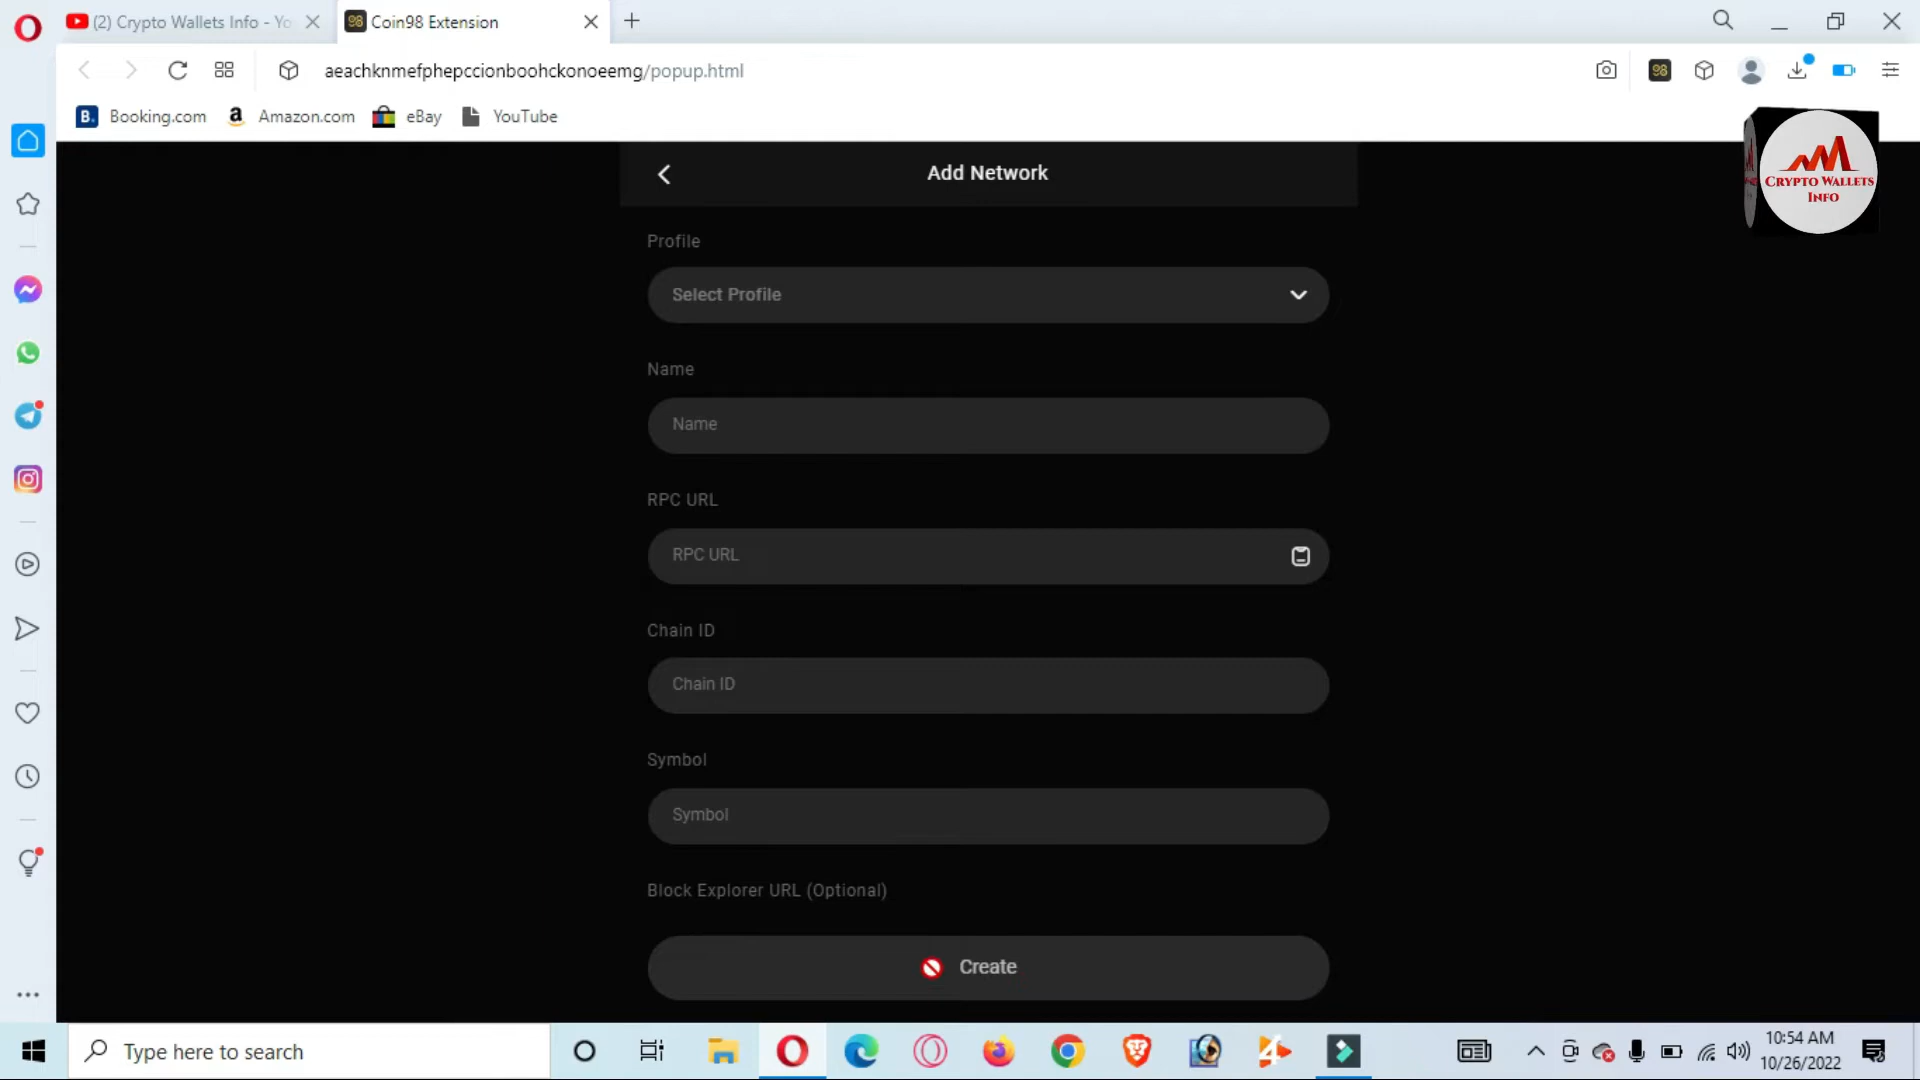 (2) Crypto Wallets Info - Yo
98 Coin98 Extension
aeachknmefphepccionboohckonoeemg/popup.html
98
B. Booking.com
a Amazon.com
eBay
YouTube
CRYPTO WALLETS
INFO
Add Network
Profile
Select Profile
Name
Name
RPC URL
RPC URL
Chain ID
Chain ID
Symbol
Symbol
Block Explorer URL (Optional)
Create
Type here to search
10:54 AM
10/26/2022